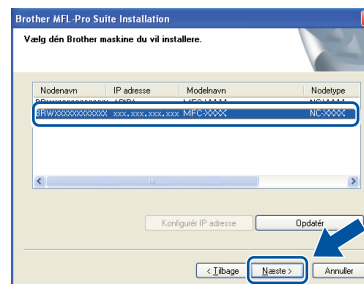 Brother MFL-Pro Suite Installation
Vælg dén Brother maskine du vil installere.
Nodenavn IP adresse Modelnavn Nodetype
BRWXXXXXXXXXXXX xxx.xxx.xxx.xxx MFC-XXXX NC-XXXX
Konfigurér IP adresse Opdatér
< Tilbage Næste > Annuller